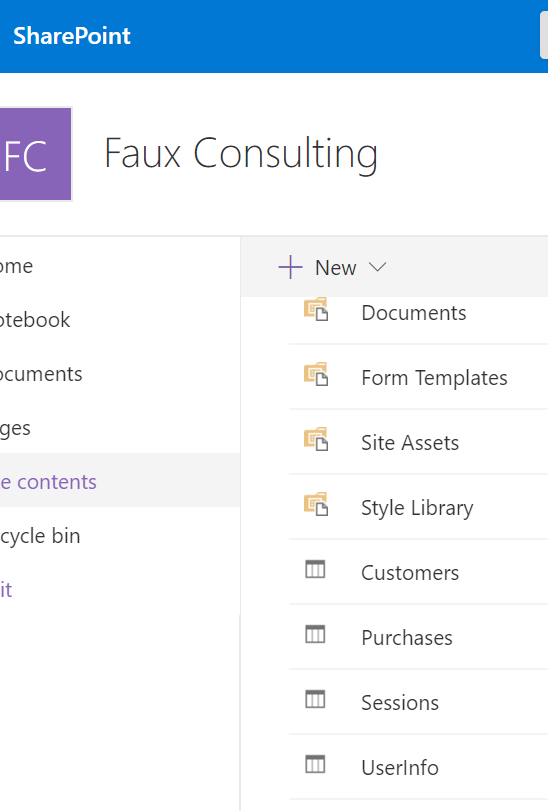 SharePoint
FC
Faux Consulting
ome
otebook
ocuments
ges
e contents
cycle bin
it
New
Documents
Form Templates
Site Assets
Style Library
Customers
Purchases
Sessions
UserInfo